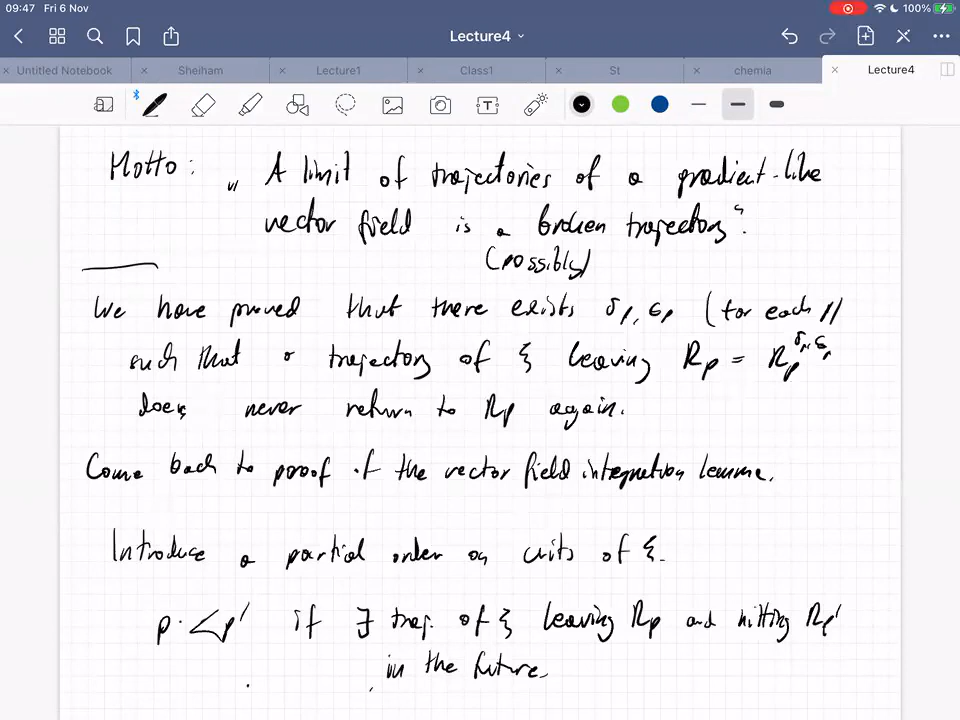 09:47 Fri 6 Nov
100%
Lecture4
Untitled Notebook
Sheiham
Lecture1
Class1
St
chemia
Lecture4
Motto: „ A limit of trajectories of a gradient-like
vector field is a broken trajectory“.
(possibly)
We have proved that there exists δp, εp (for each p)
such that a trajectory of ξ leaving Rp = Rp^δp,εp
does never return to Rp again.
Come back to proof of the vector field integration lemma.
Introduce a partial order on crits of ξ.
p < p' if ∃ traj. of ξ leaving Rp and hitting Rp'
in the future.